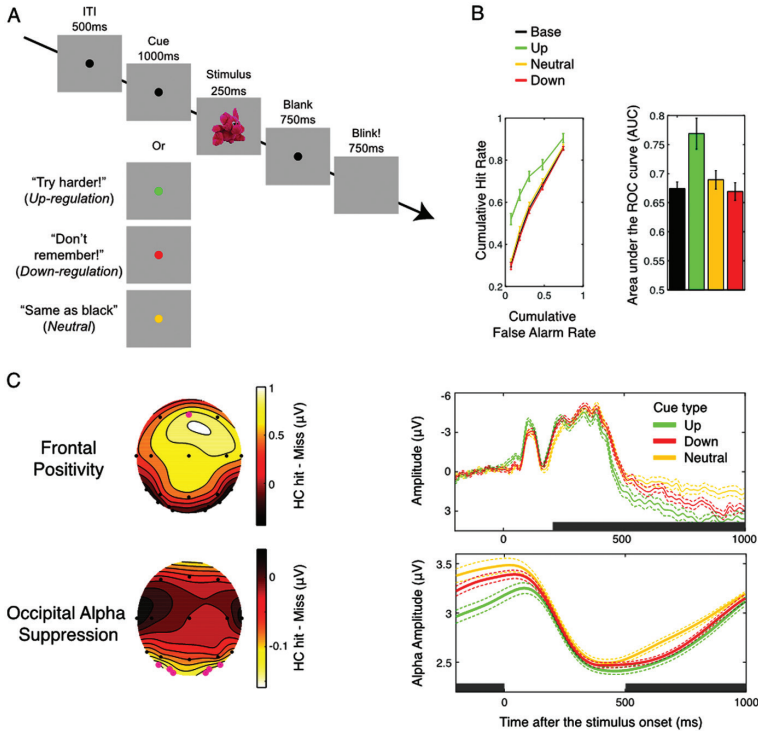 A
ITI
500ms
Cue
1000ms
Stimulus
250ms
Blank
750ms
Blink!
750ms
Or
“Try harder!”
(Up-regulation)
“Don’t
remember!”
(Down-regulation)
“Same as black”
(Neutral)
B
Base
Up
Neutral
Down
Cumulative Hit Rate
1
0.8
0.6
0.4
0.2
0
0.5
1
Cumulative
False Alarm Rate
Area under the ROC curve (AUC)
0.8
0.75
0.7
0.65
0.6
0.55
0.5
C
Frontal
Positivity
1
0.5
0
HC hit - Miss (µV)
Amplitude (µV)
-6
-3
0
3
0
500
1000
Cue type
Up
Down
Neutral
Occipital Alpha
Suppression
0
-0.1
HC hit - Miss (µV)
Alpha Amplitude (µV)
3.5
3.0
2.5
0
500
1000
Time after the stimulus onset (ms)